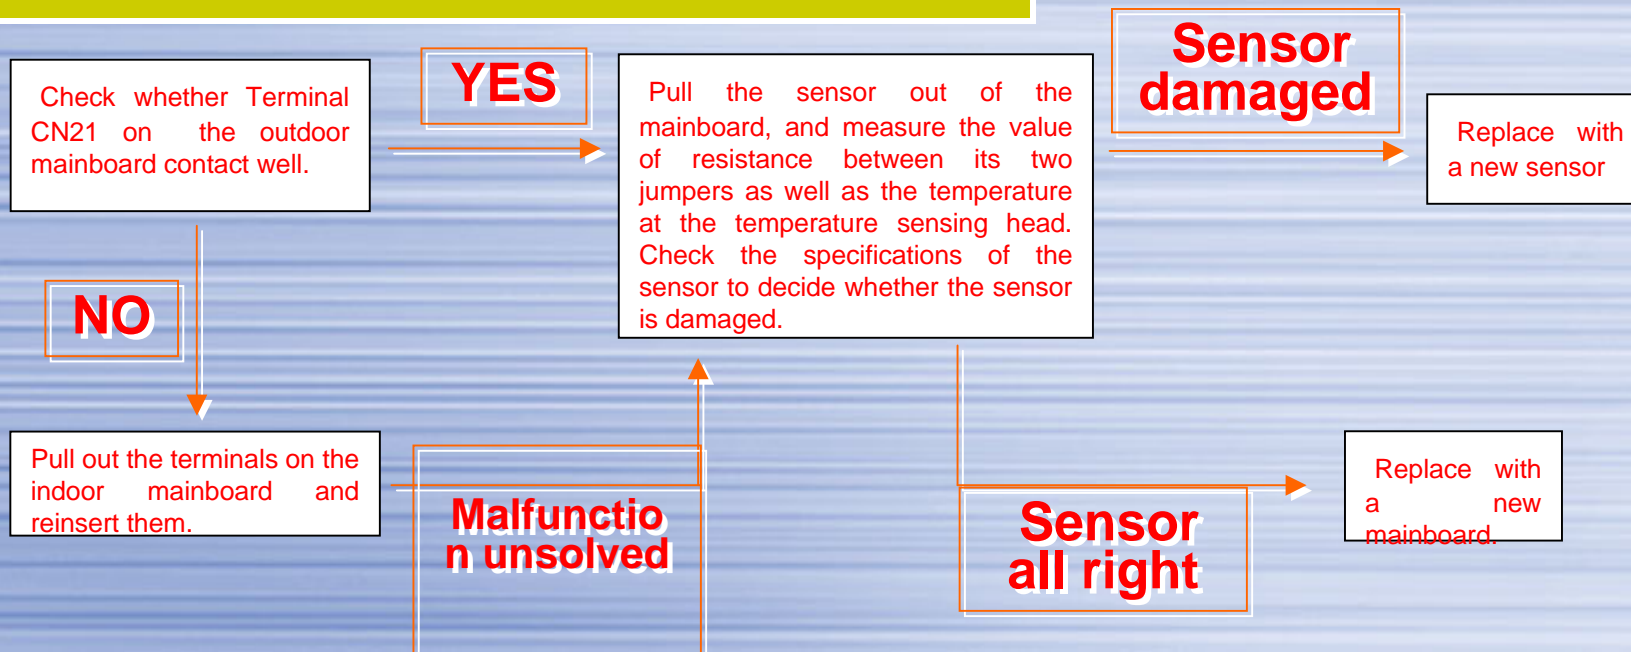 Check whether Terminal
CN21 on the outdoor
mainboard contact well.
YES
Pull the sensor out of the
mainboard, and measure the value
of resistance between its two
jumpers as well as the temperature
at the temperature sensing head.
Check the specifications of the
sensor to decide whether the sensor
is damaged.
Sensor
damaged
Replace with
a new sensor
NO
Pull out the terminals on the
indoor mainboard and
reinsert them.
Malfunctio
n unsolved
Sensor
all right
Replace with
a new
mainboard.